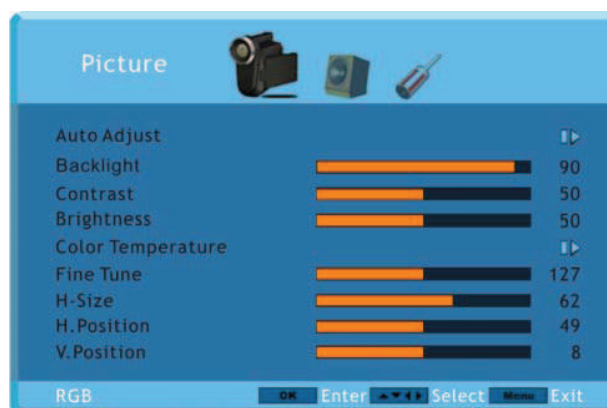 Picture
Auto Adjust
Backlight 90
Contrast 50
Brightness 50
Color Temperature
Fine Tune 127
H-Size 62
H.Position 49
V.Position 8
RGB OK Enter Select Menu Exit